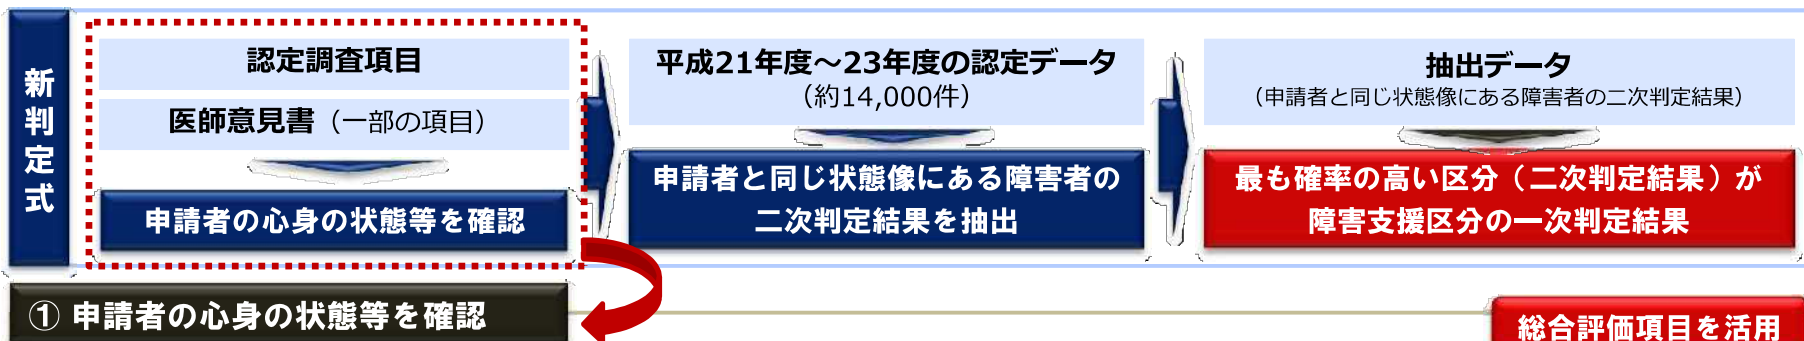 新判定式
認定調査項目
医師意見書（一部の項目）
申請者の心身の状態等を確認
平成21年度～23年度の認定データ
（約14,000件）
申請者と同じ状態像にある障害者の
二次判定結果を抽出
抽出データ
（申請者と同じ状態像にある障害者の二次判定結果）
最も確率の高い区分（二次判定結果）が
障害支援区分の一次判定結果
① 申請者の心身の状態等を確認
総合評価項目を活用